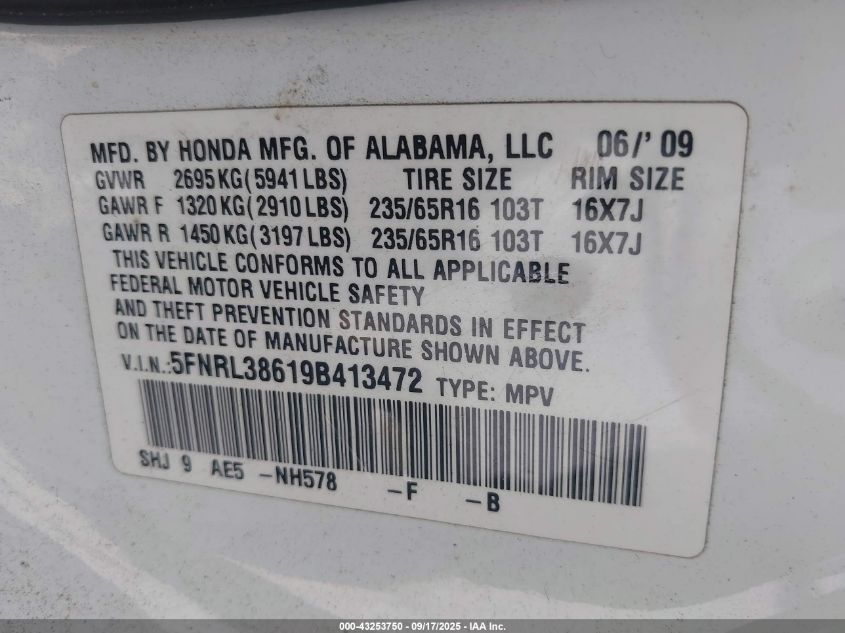 MFD. BY HONDA MFG. OF ALABAMA, LLC 06/' 09
GVWR 2695 KG(5941 LBS) TIRE SIZE RIM SIZE
GAWR F 1320 KG(2910 LBS) 235/65R16 103T 16X7J
GAWR R 1450 KG(3197 LBS) 235/65R16 103T 16X7J
THIS VEHICLE CONFORMS TO ALL APPLICABLE
FEDERAL MOTOR VEHICLE SAFETY
AND THEFT PREVENTION STANDARDS IN EFFECT
ON THE DATE OF MANUFACTURE SHOWN ABOVE.
V.I.N.:5FNRL38619B413472 TYPE: MPV
SHJ 9 AE5 -NH578 -F -B
000-43253750 - 09/17/2025 - IAA Inc.